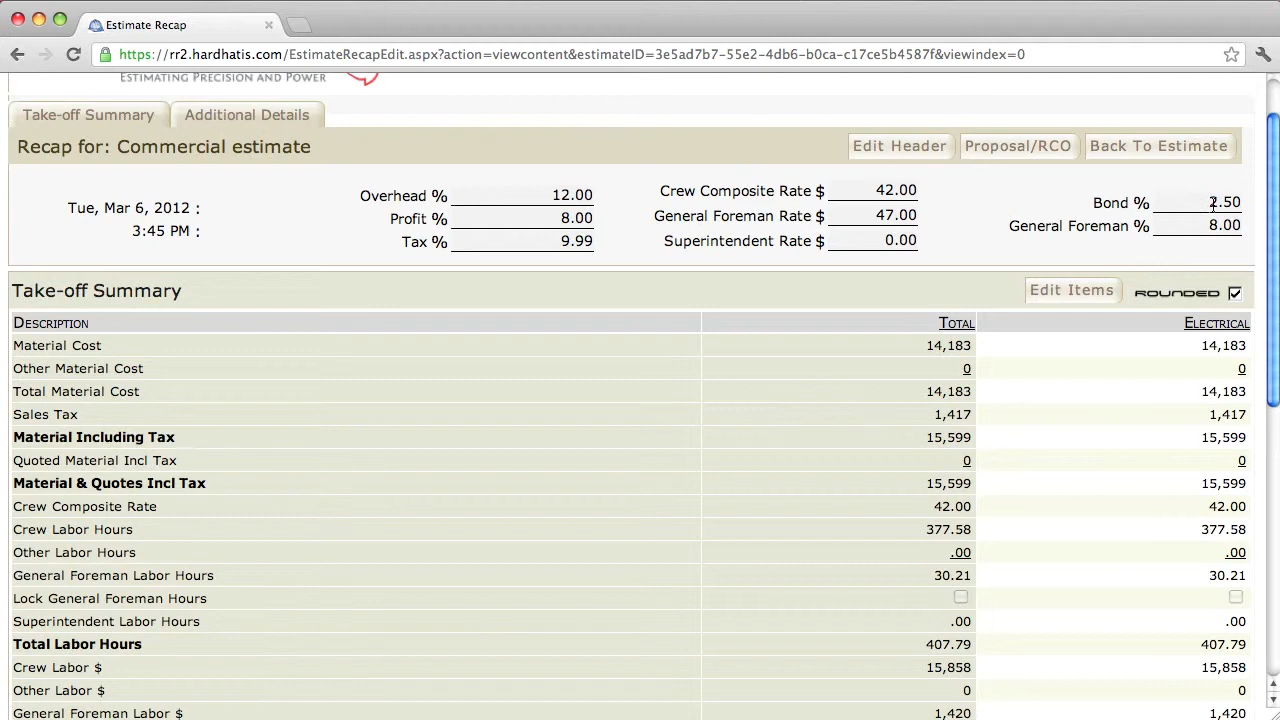 Estimate Recap
https://rr2.hardhatis.com/EstimateRecapEdit.aspx?action=viewcontent&estimateID=3e5ad7b7-55e2-4db6-b0ca-c17ce5b4587f&viewindex=0
ESTIMATING PRECISION AND POWER
Take-off Summary Additional Details
Recap for: Commercial estimate Edit Header Proposal/RCO Back To Estimate
Tue, Mar 6, 2012 :
3:45 PM :
Overhead % 12.00
Profit % 8.00
Tax % 9.99
Crew Composite Rate $ 42.00
General Foreman Rate $ 47.00
Superintendent Rate $ 0.00
Bond % 2.50
General Foreman % 8.00
Take-off Summary Edit Items ROUNDED
DESCRIPTION TOTAL ELECTRICAL
Material Cost 14,183 14,183
Other Material Cost 0 0
Total Material Cost 14,183 14,183
Sales Tax 1,417 1,417
Material Including Tax 15,599 15,599
Quoted Material Incl Tax 0 0
Material & Quotes Incl Tax 15,599 15,599
Crew Composite Rate 42.00 42.00
Crew Labor Hours 377.58 377.58
Other Labor Hours .00 .00
General Foreman Labor Hours 30.21 30.21
Lock General Foreman Hours
Superintendent Labor Hours .00 .00
Total Labor Hours 407.79 407.79
Crew Labor $ 15,858 15,858
Other Labor $ 0 0
General Foreman Labor $ 1,420 1,420